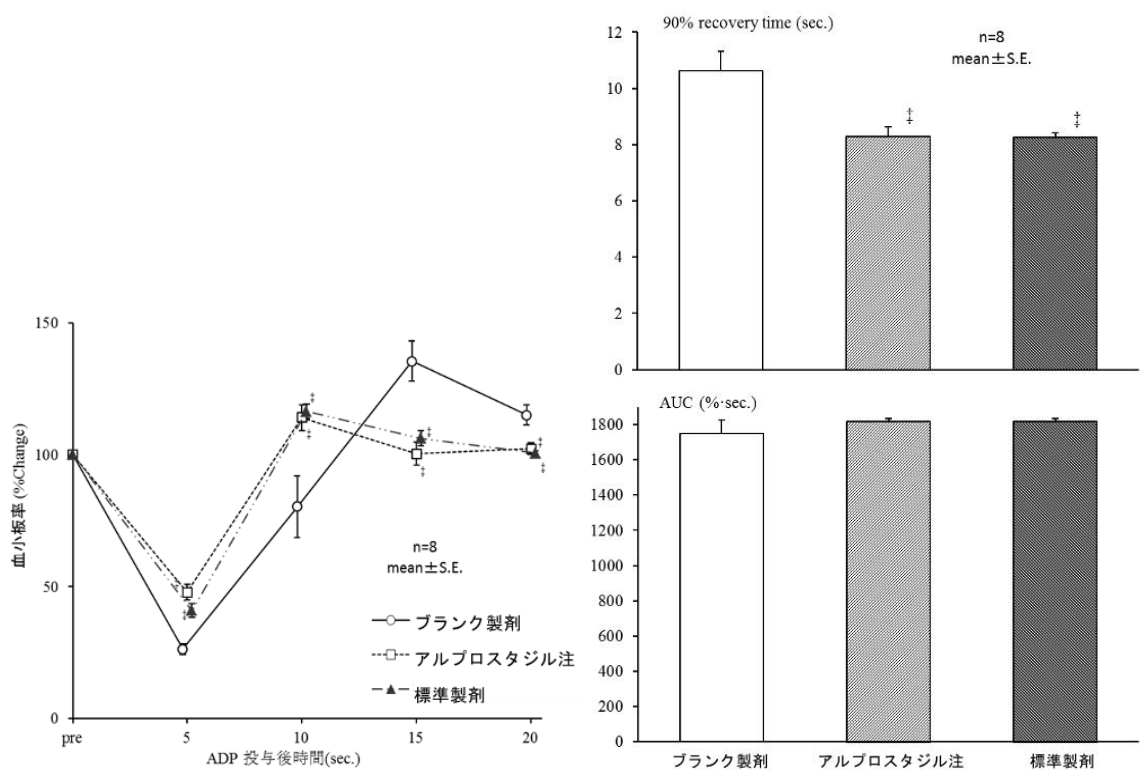 150
100
50
0
血小板率 (%Change)
‡
‡
‡
‡
‡
‡
‡
‡
n=8
mean±S.E.
ブランク製剤
アルプロスタジル注
標準製剤
pre
5
10
15
20
ADP 投与後時間(sec.)
90% recovery time (sec.)
12
10
8
6
4
2
0
n=8
mean±S.E.
‡
‡
AUC (%·sec.)
1800
1600
1400
1200
1000
800
600
400
200
0
ブランク製剤
アルプロスタジル注
標準製剤